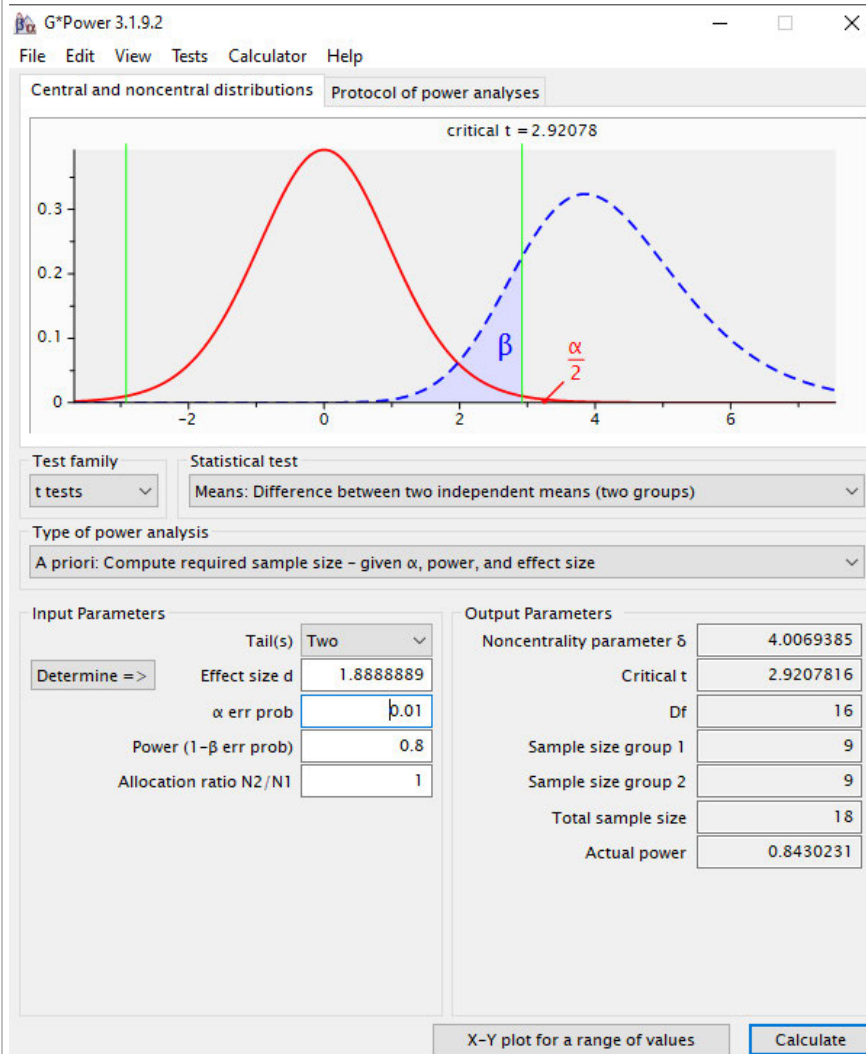 G*Power 3.1.9.2
File Edit View Tests Calculator Help
Central and noncentral distributions Protocol of power analyses
critical t = 2.92078
0.3
0.2
0.1
0
β
α
2
-2 0 2 4 6
Test family Statistical test
t tests Means: Difference between two independent means (two groups)
Type of power analysis
A priori: Compute required sample size - given α, power, and effect size
Input Parameters Output Parameters
Tail(s) Two Noncentrality parameter δ 4.0069385
Determine => Effect size d 1.8888889 Critical t 2.9207816
α err prob 0.01 Df 16
Power (1-β err prob) 0.8 Sample size group 1 9
Allocation ratio N2/N1 1 Sample size group 2 9
Total sample size 18
Actual power 0.8430231
X-Y plot for a range of values Calculate